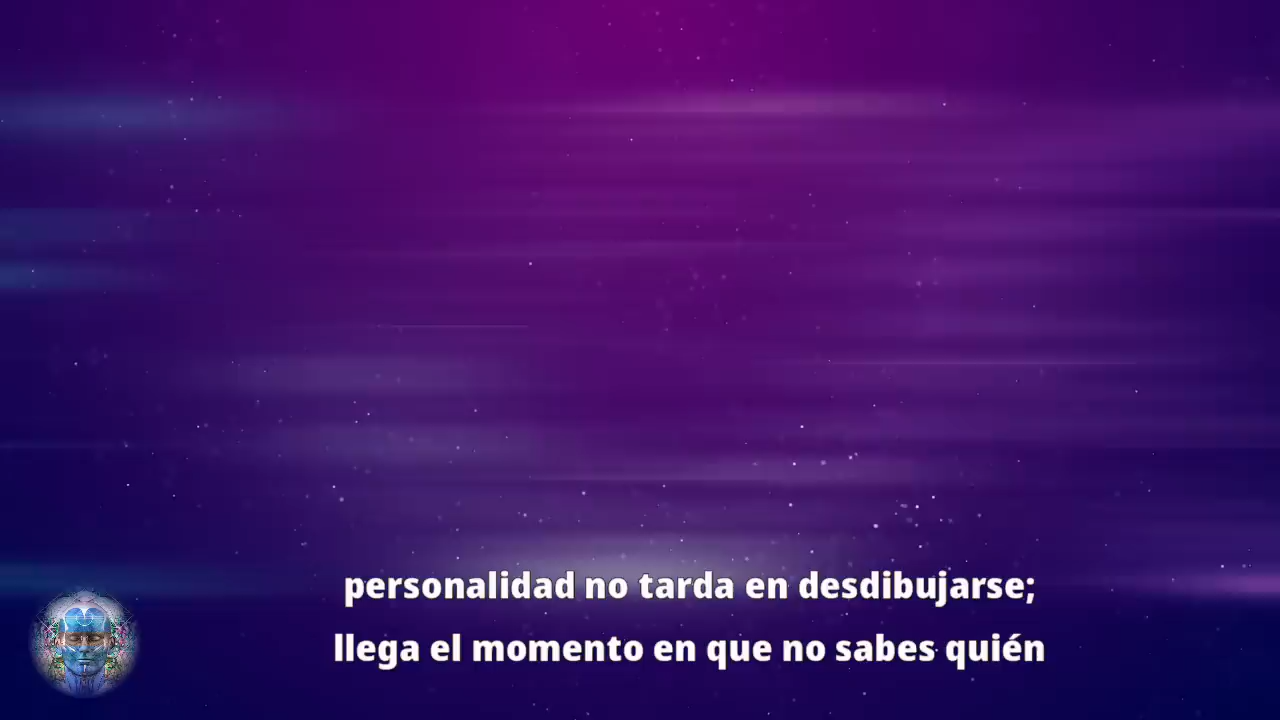 personalidad no tarda en desdibujarse;
llega el momento en que no sabes quién